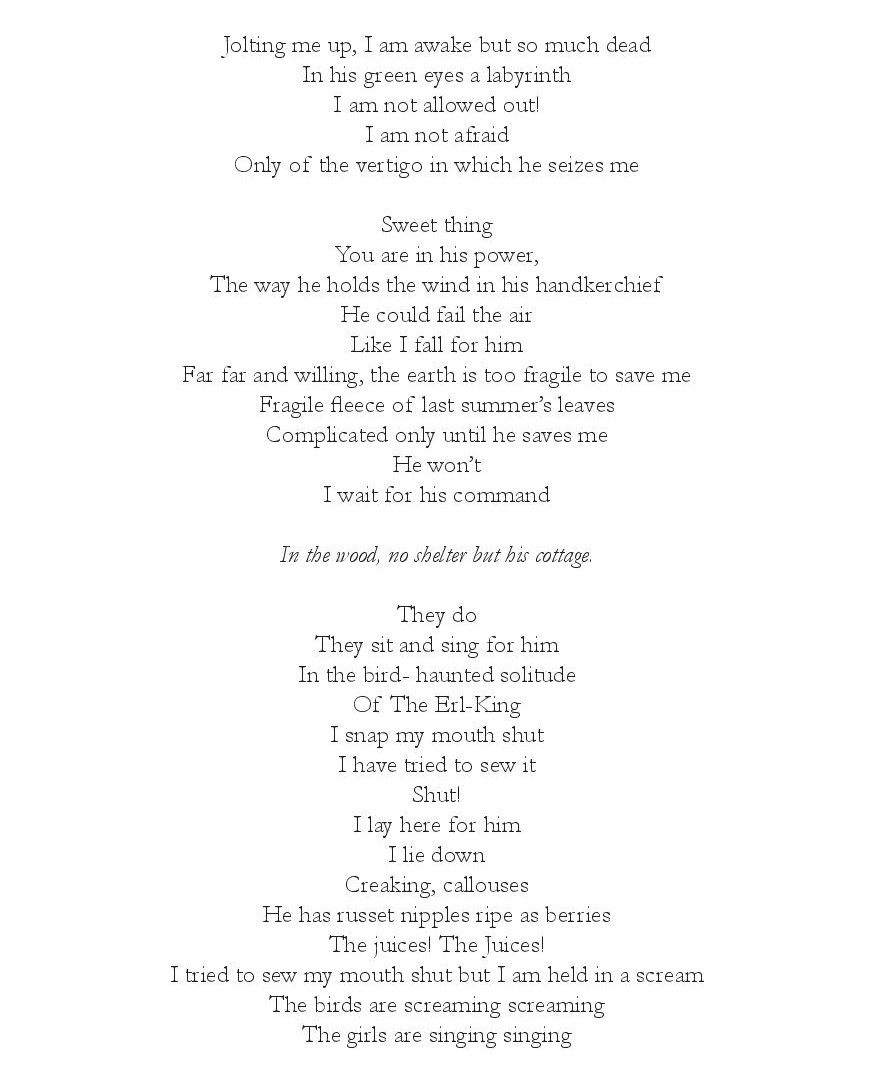 Jolting me up, I am awake but so much dead
In his green eyes a labyrinth
I am not allowed out!
I am not afraid
Only of the vertigo in which he seizes me
Sweet thing
You are in his power,
The way he holds the wind in his handkerchief
He could fail the air
Like I fall for him
Far far and willing, the earth is too fragile to save me
Fragile fleece of last summer’s leaves
Complicated only until he saves me
He won’t
I wait for his command
In the wood, no shelter but his cottage.
They do
They sit and sing for him
In the bird- haunted solitude
Of The Erl-King
I snap my mouth shut
I have tried to sew it
Shut!
I lay here for him
I lie down
Creaking, callouses
He has russet nipples ripe as berries
The juices! The Juices!
I tried to sew my mouth shut but I am held in a scream
The birds are screaming screaming
The girls are singing singing